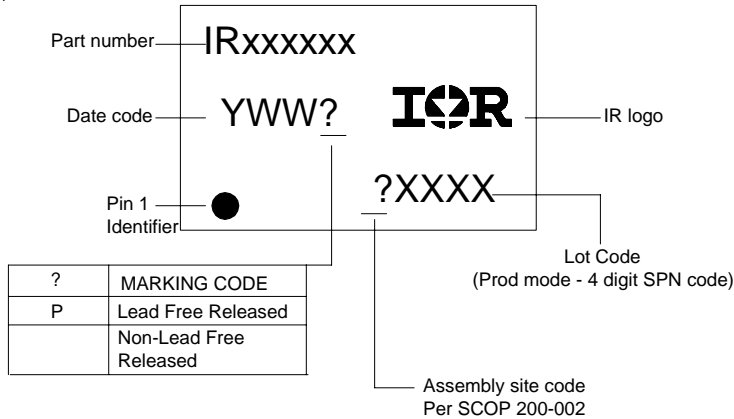 Part number
IRxxxxxx
Date code
YWW?
IOR
IR logo
?XXXX
Pin 1
Identifier
Lot Code
(Prod mode - 4 digit SPN code)
? MARKING CODE
P Lead Free Released
Non-Lead Free
Released
Assembly site code
Per SCOP 200-002